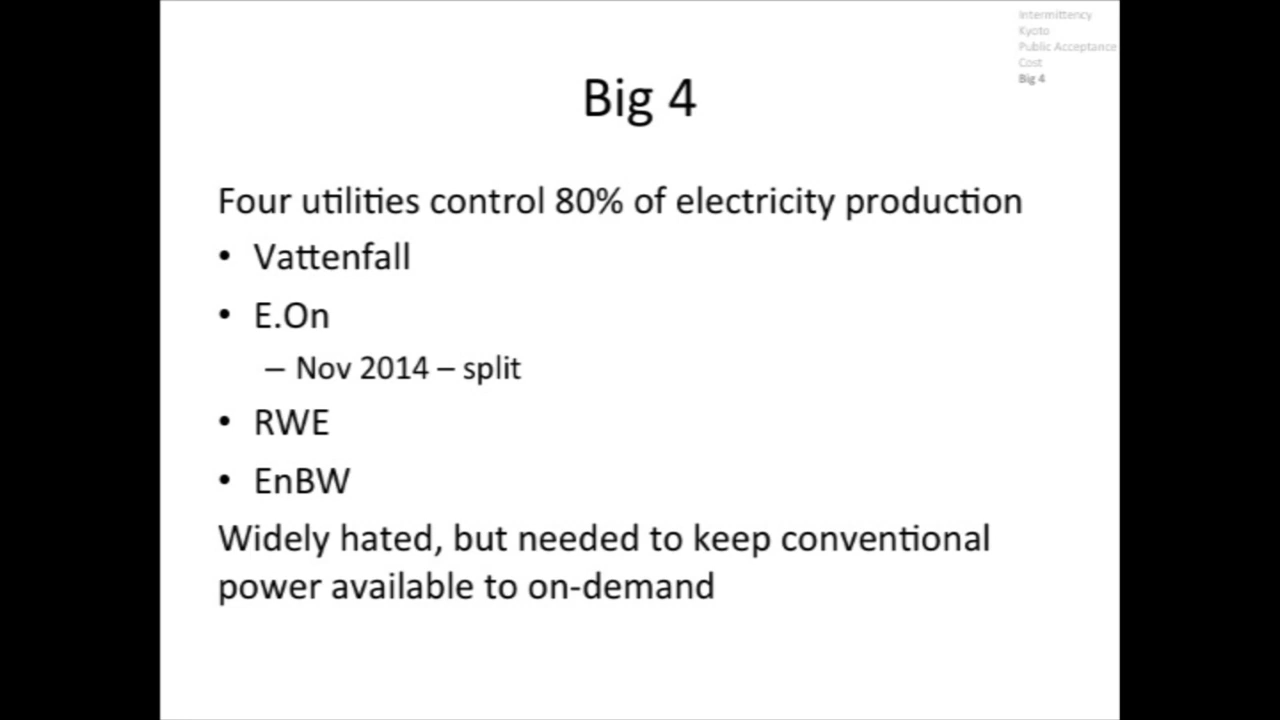 Intermittency
Kyoto
Public Acceptance
Cost
Big 4
Big 4
Four utilities control 80% of electricity production
• Vattenfall
• E.On
– Nov 2014 – split
• RWE
• EnBW
Widely hated, but needed to keep conventional
power available to on-demand